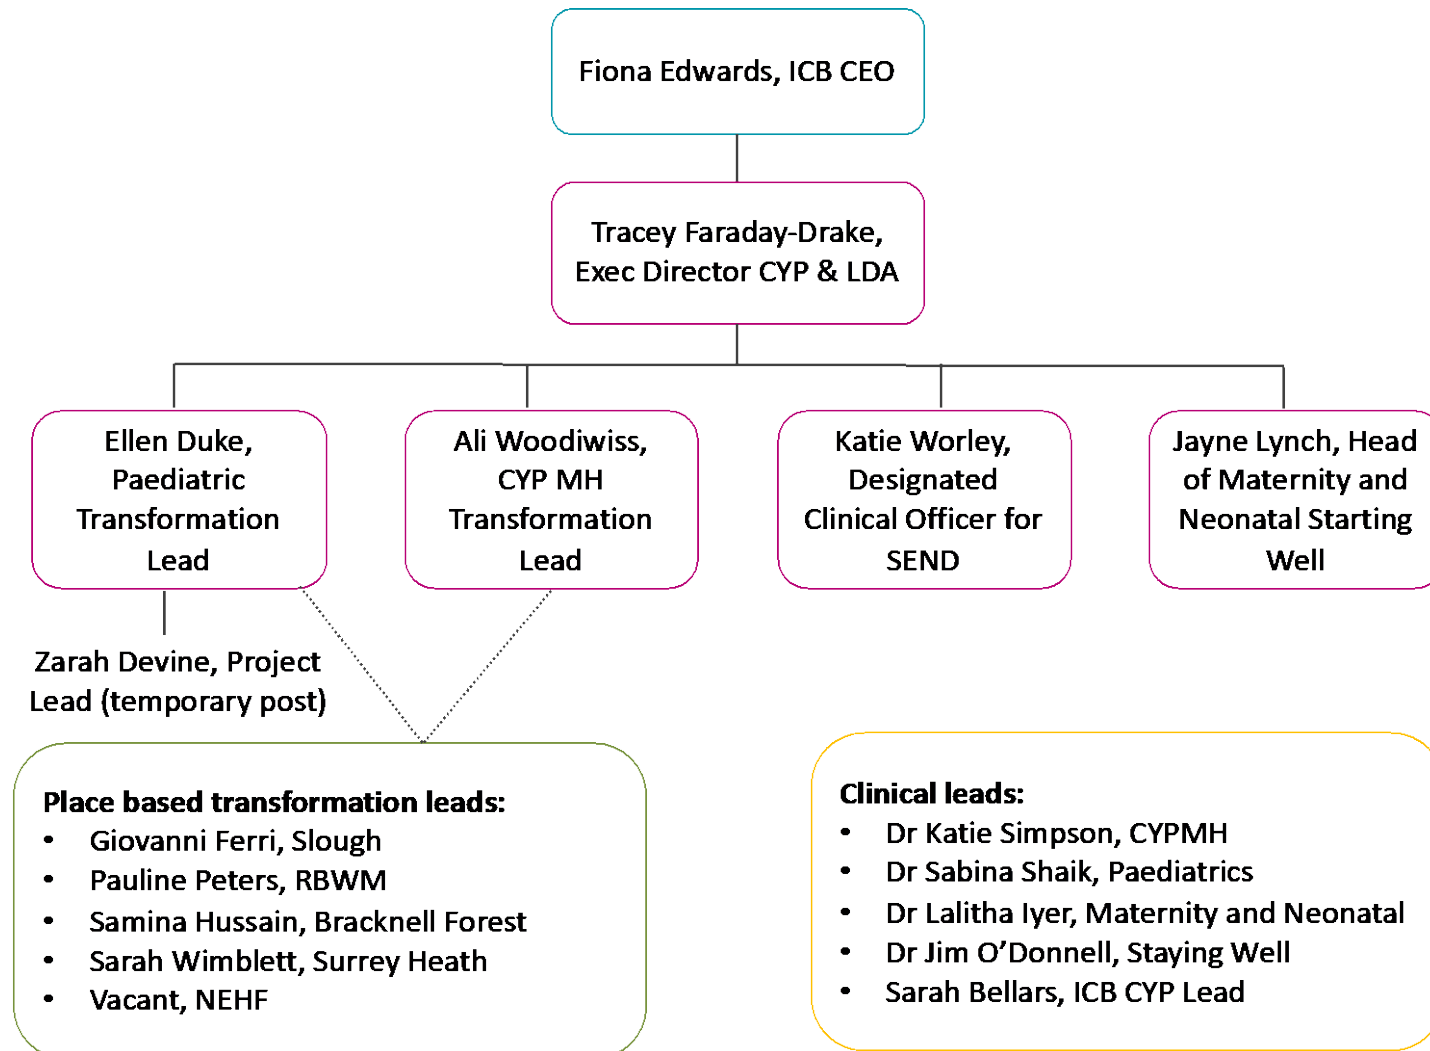 Fiona Edwards, ICB CEO
Tracey Faraday-Drake,
Exec Director CYP & LDA
Ellen Duke,
Paediatric
Transformation
Lead
Ali Woodiwiss,
CYP MH
Transformation
Lead
Katie Worley,
Designated
Clinical Officer for
SEND
Jayne Lynch, Head
of Maternity and
Neonatal Starting
Well
Zarah Devine, Project
Lead (temporary post)
Place based transformation leads:
• Giovanni Ferri, Slough
• Pauline Peters, RBWM
• Samina Hussain, Bracknell Forest
• Sarah Wimblett, Surrey Heath
• Vacant, NEHF
Clinical leads:
• Dr Katie Simpson, CYPMH
• Dr Sabina Shaik, Paediatrics
• Dr Lalitha Iyer, Maternity and Neonatal
• Dr Jim O’Donnell, Staying Well
• Sarah Bellars, ICB CYP Lead